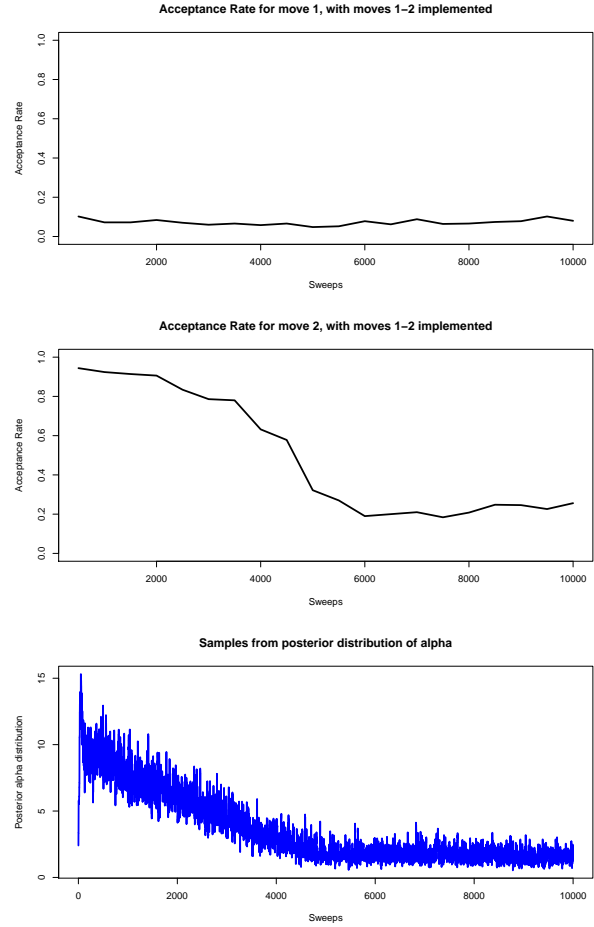 Acceptance Rate for move 1, with moves 1−2 implemented
Acceptance Rate
1.0
0.8
0.6
0.4
0.2
0.0
2000 4000 6000 8000 10000
Sweeps
Acceptance Rate for move 2, with moves 1−2 implemented
Acceptance Rate
1.0
0.8
0.6
0.4
0.2
0.0
2000 4000 6000 8000 10000
Sweeps
Samples from posterior distribution of alpha
Posterior alpha distribution
15
10
5
0
0 2000 4000 6000 8000 10000
Sweeps